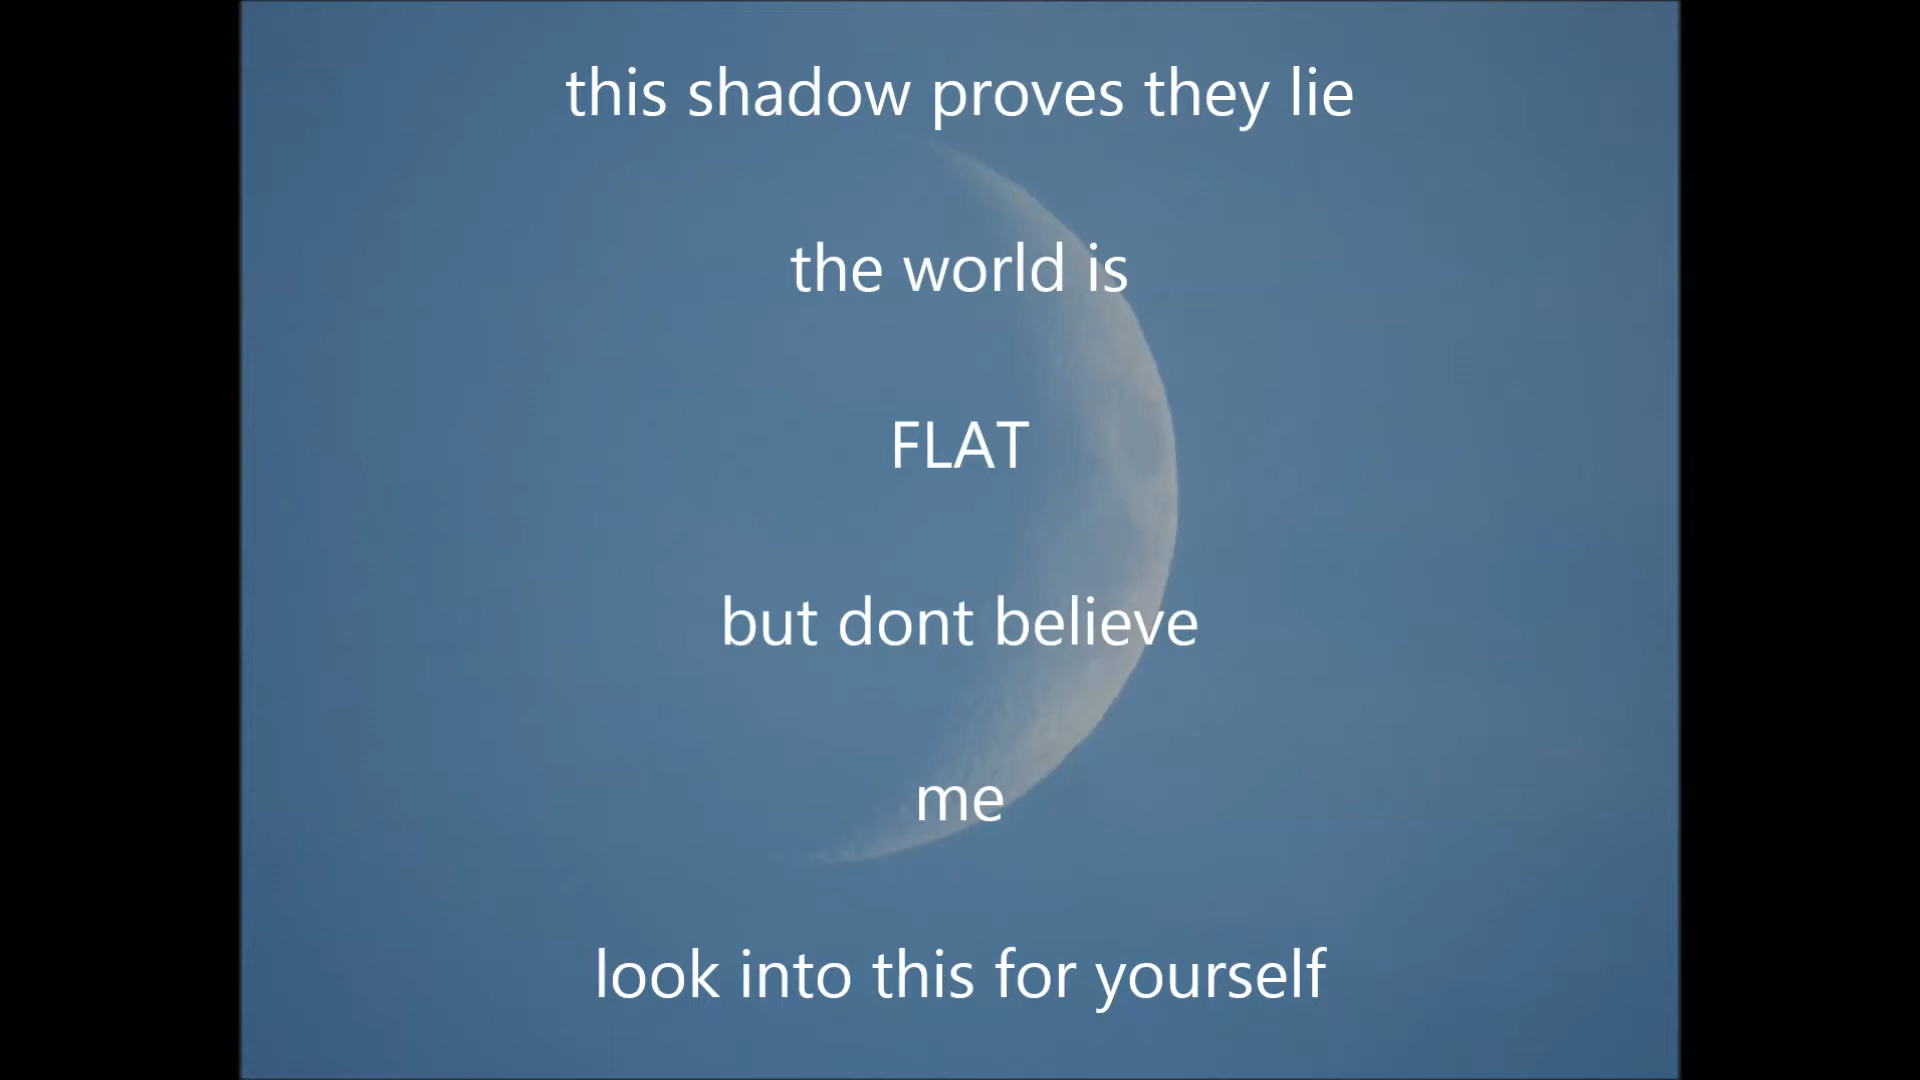 this shadow proves they lie
the world is
FLAT
but dont believe
me
look into this for yourself